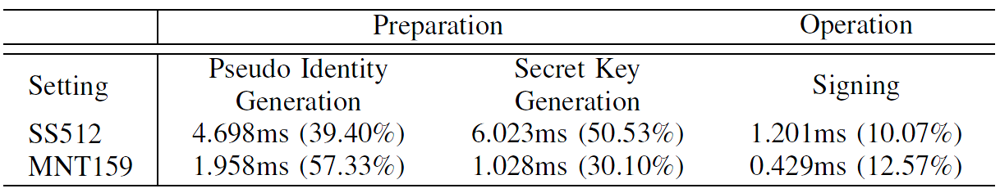 Preparation Operation
Setting Pseudo Identity Generation Secret Key Generation Signing
SS512 4.698ms (39.40%) 6.023ms (50.53%) 1.201ms (10.07%)
MNT159 1.958ms (57.33%) 1.028ms (30.10%) 0.429ms (12.57%)